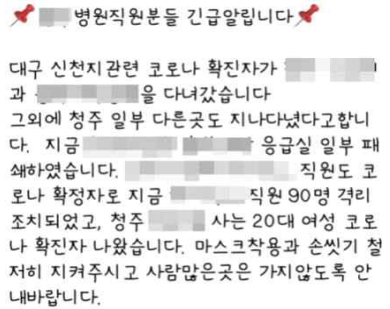 병원직원분들 긴급알립니다
대구 신천지관련 코로나 확진자가
과 을 다녀갔습니다
그외에 청주 일부 다른곳도 지나다녔다고합니
다. 지금 응급실 일부 패
쇄하였습니다. 직원도 코
로나 확정자로 지금 직원 90명 격리
조치되었고, 청주 사는 20대 여성 코로
나 확진자 나왔습니다. 마스크착용과 손씻기 철
저히 지켜주시고 사람많은곳은 가지않도록 안
내바랍니다.